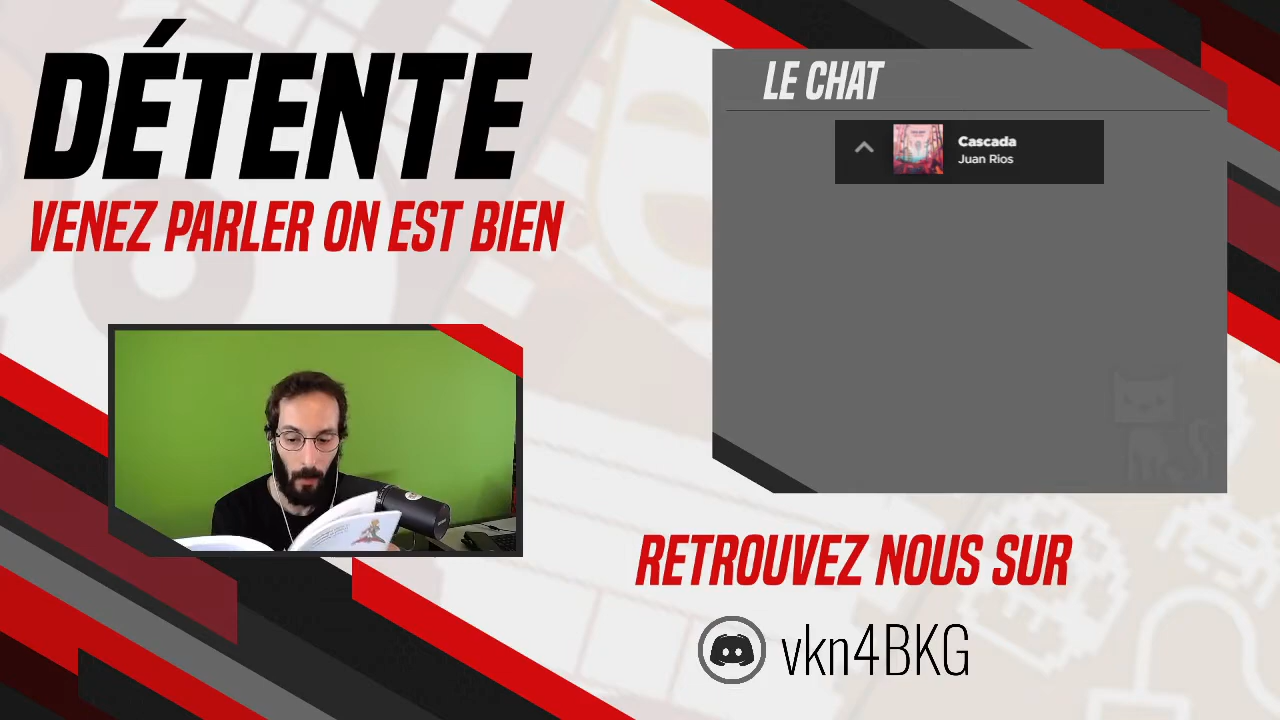 DÉTENTE
VENEZ PARLER ON EST BIEN
LE CHAT
Cascada
Juan Rios
RETROUVEZ NOUS SUR
vkn4BKG